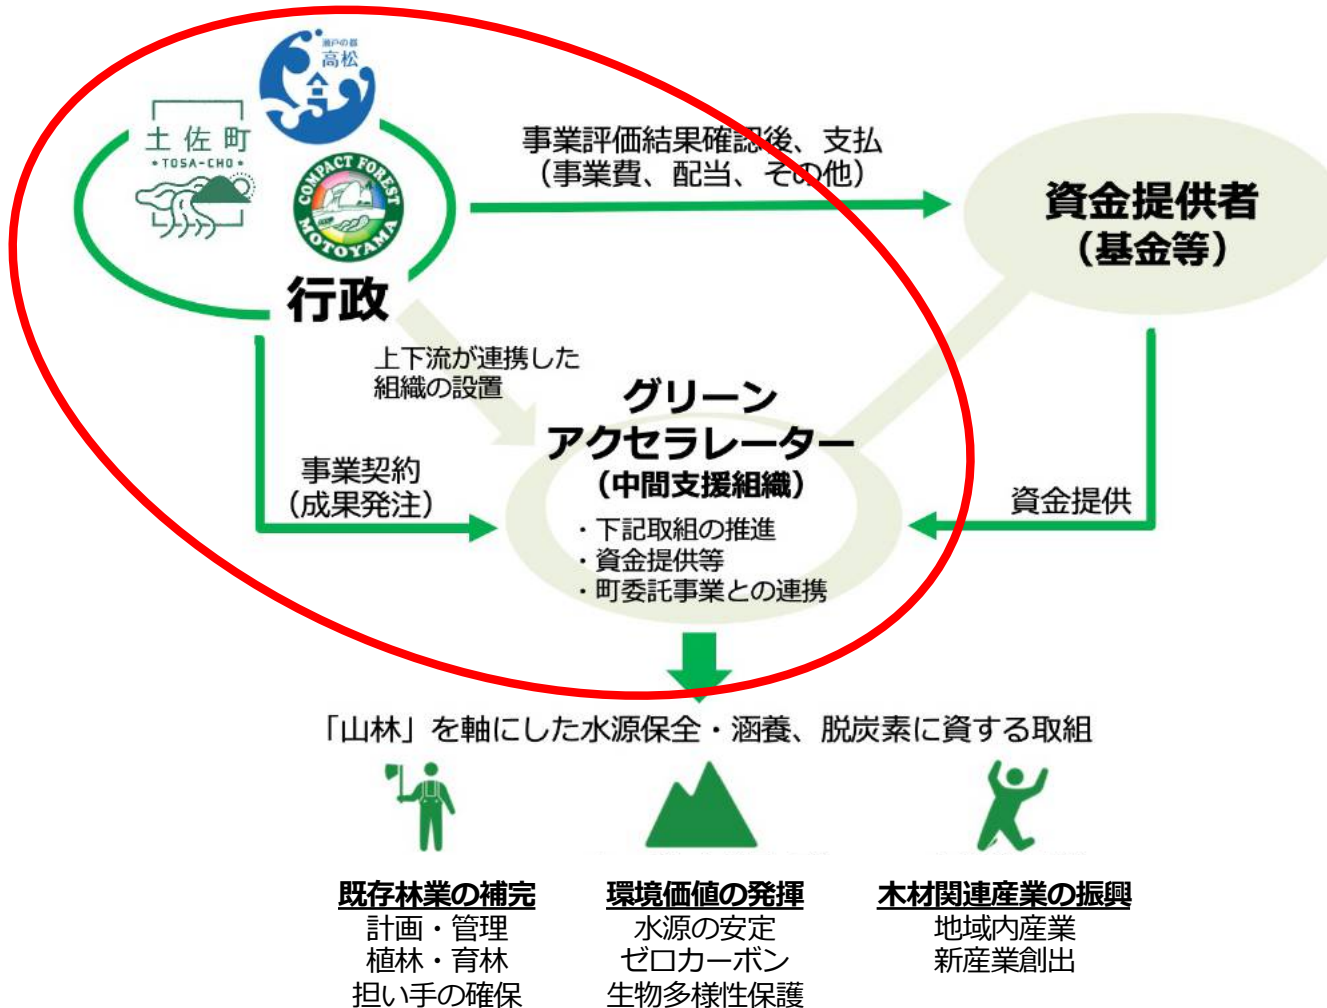 瀬戸の都
高松
土佐町
•TOSA-CHO•
COMPACT FOREST
MOTOYAMA
行政
事業評価結果確認後、支払
（事業費、配当、その他）
資金提供者
（基金等）
上下流が連携した
組織の設置
グリーン
アクセラレーター
（中間支援組織）
・下記取組の推進
・資金提供等
・町委託事業との連携
事業契約
（成果発注）
資金提供
「山林」を軸にした水源保全・涵養、脱炭素に資する取組
既存林業の補完
計画・管理
植林・育林
担い手の確保
環境価値の発揮
水源の安定
ゼロカーボン
生物多様性保護
木材関連産業の振興
地域内産業
新産業創出